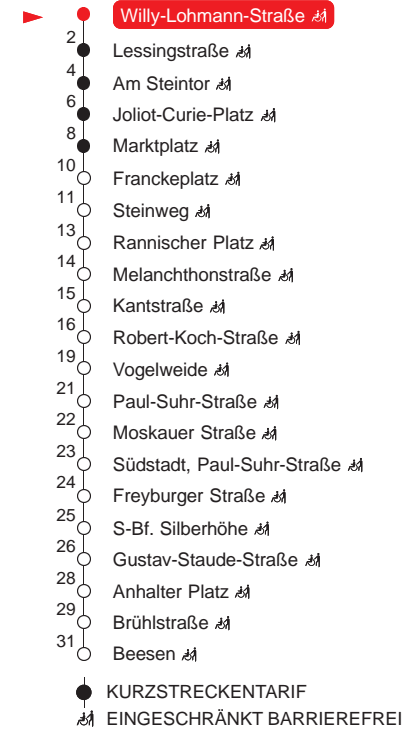 Willy-Lohmann-Straße
2
Lessingstraße
4
Am Steintor
6
Joliot-Curie-Platz
8
Marktplatz
10
Franckeplatz
11
Steinweg
13
Rannischer Platz
14
Melanchthonstraße
15
Kantstraße
16
Robert-Koch-Straße
19
Vogelweide
21
Paul-Suhr-Straße
22
Moskauer Straße
23
Südstadt, Paul-Suhr-Straße
24
Freyburger Straße
25
S-Bf. Silberhöhe
26
Gustav-Staude-Straße
28
Anhalter Platz
29
Brühlstraße
31
Beesen
KURZSTRECKENTARIF
EINGESCHRÄNKT BARRIEREFREI